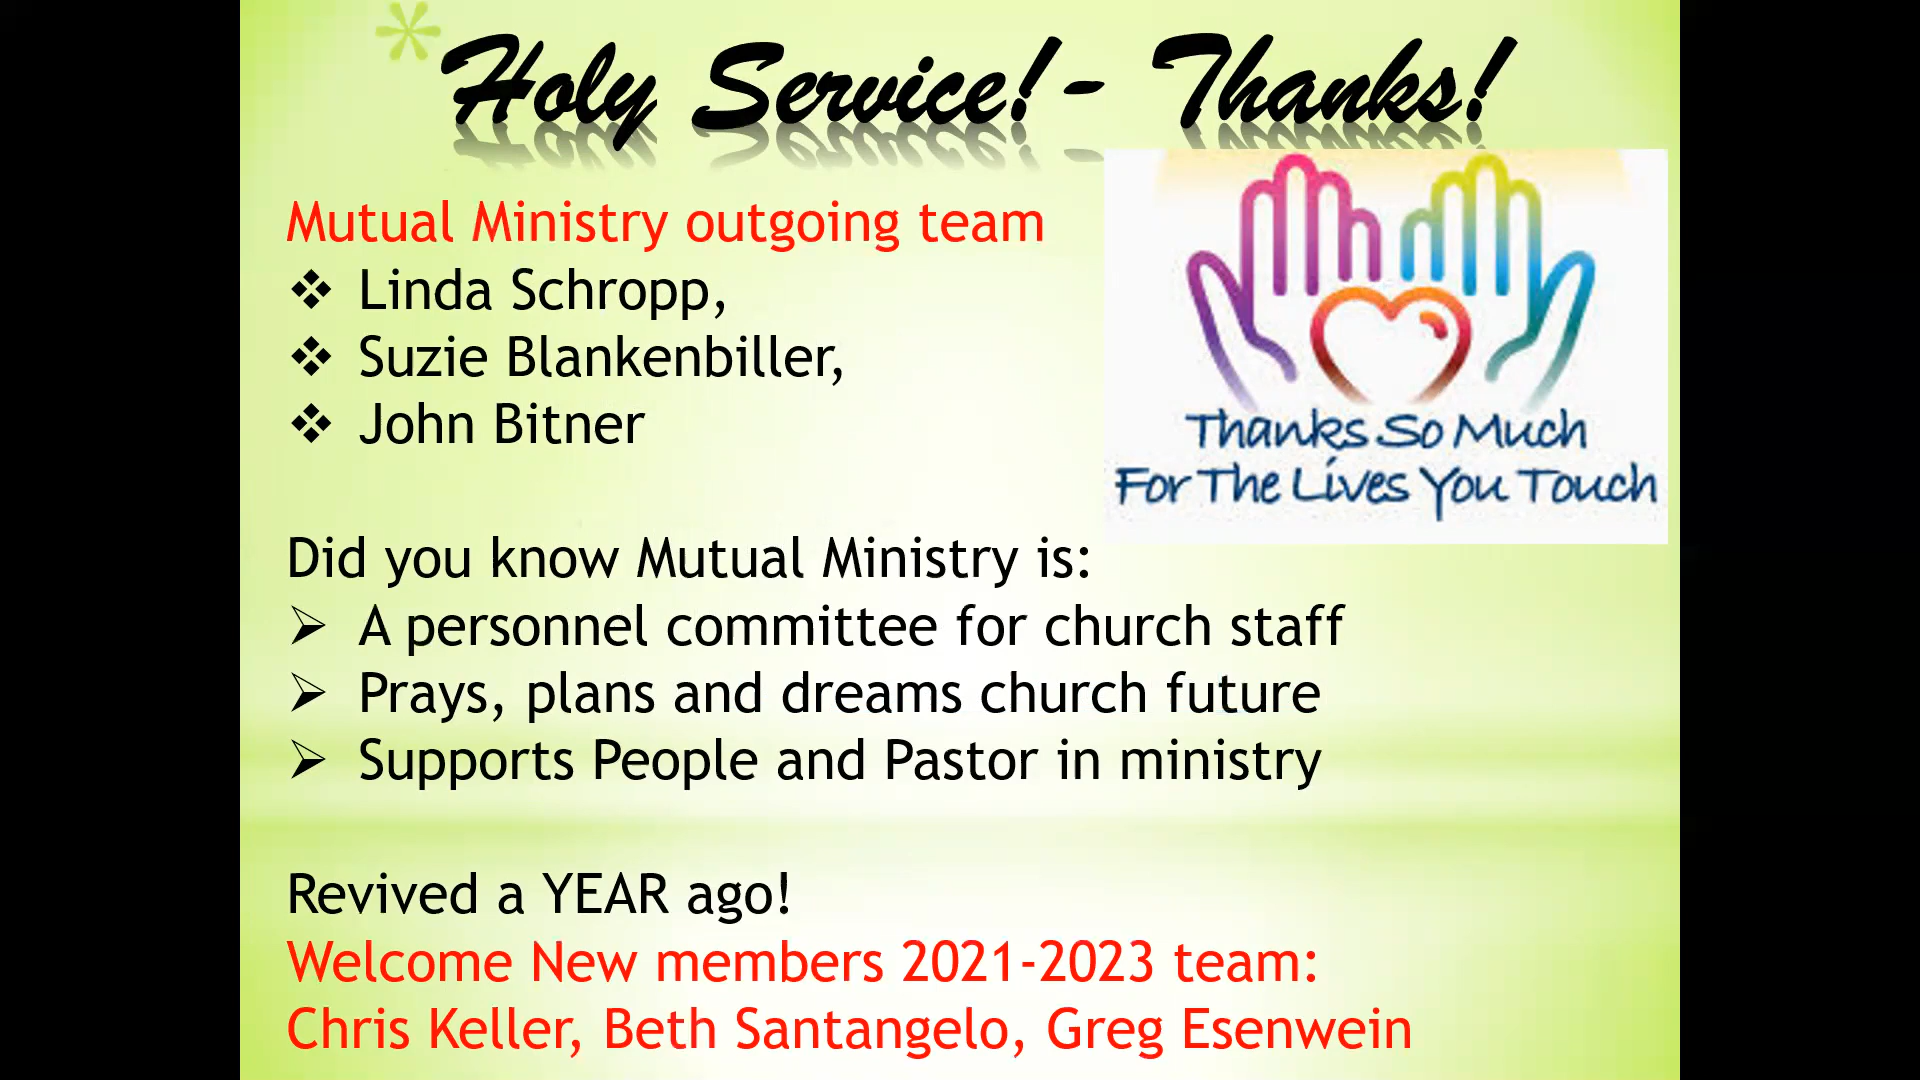 Holy Service!- Thanks!
Mutual Ministry outgoing team
❖ Linda Schropp,
❖ Suzie Blankenbiller,
❖ John Bitner
Thanks So Much
For The Lives You Touch
Did you know Mutual Ministry is:
➢ A personnel committee for church staff
➢ Prays, plans and dreams church future
➢ Supports People and Pastor in ministry
Revived a YEAR ago!
Welcome New members 2021-2023 team:
Chris Keller, Beth Santangelo, Greg Esenwein